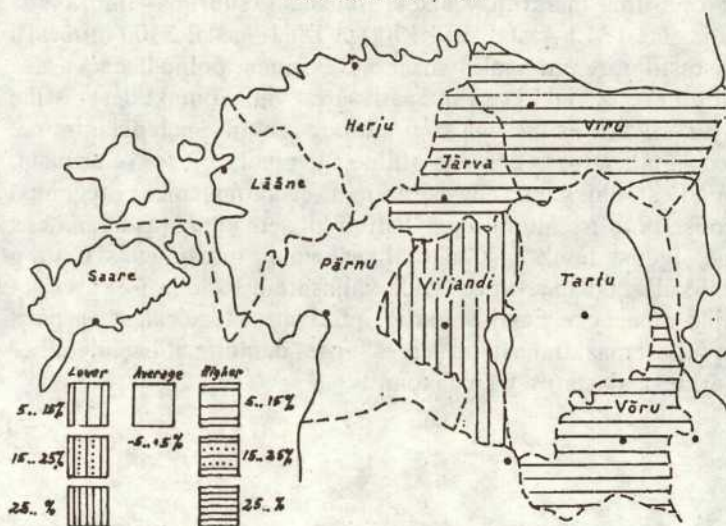 Harju
Viru
Järva
Lääne
Pärnu
Viljandi
Tartu
Saare
Võru
Lower Average Higher
5..15% 5..15%
-5..+5%
15..25% 15..25%
25.. % 25.. %